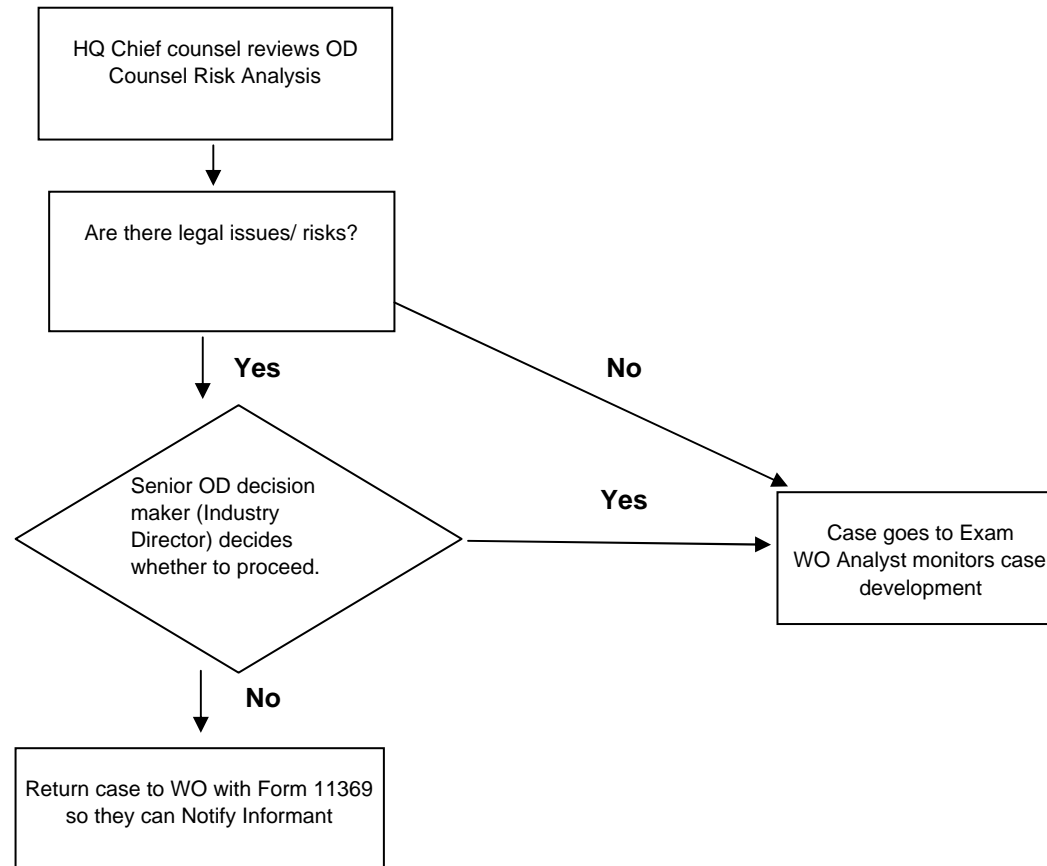 HQ Chief counsel reviews OD
Counsel Risk Analysis
Are there legal issues/ risks?
Yes
No
Senior OD decision
maker (Industry
Director) decides
whether to proceed.
Yes
Case goes to Exam
WO Analyst monitors case
development
No
Return case to WO with Form 11369
so they can Notify Informant